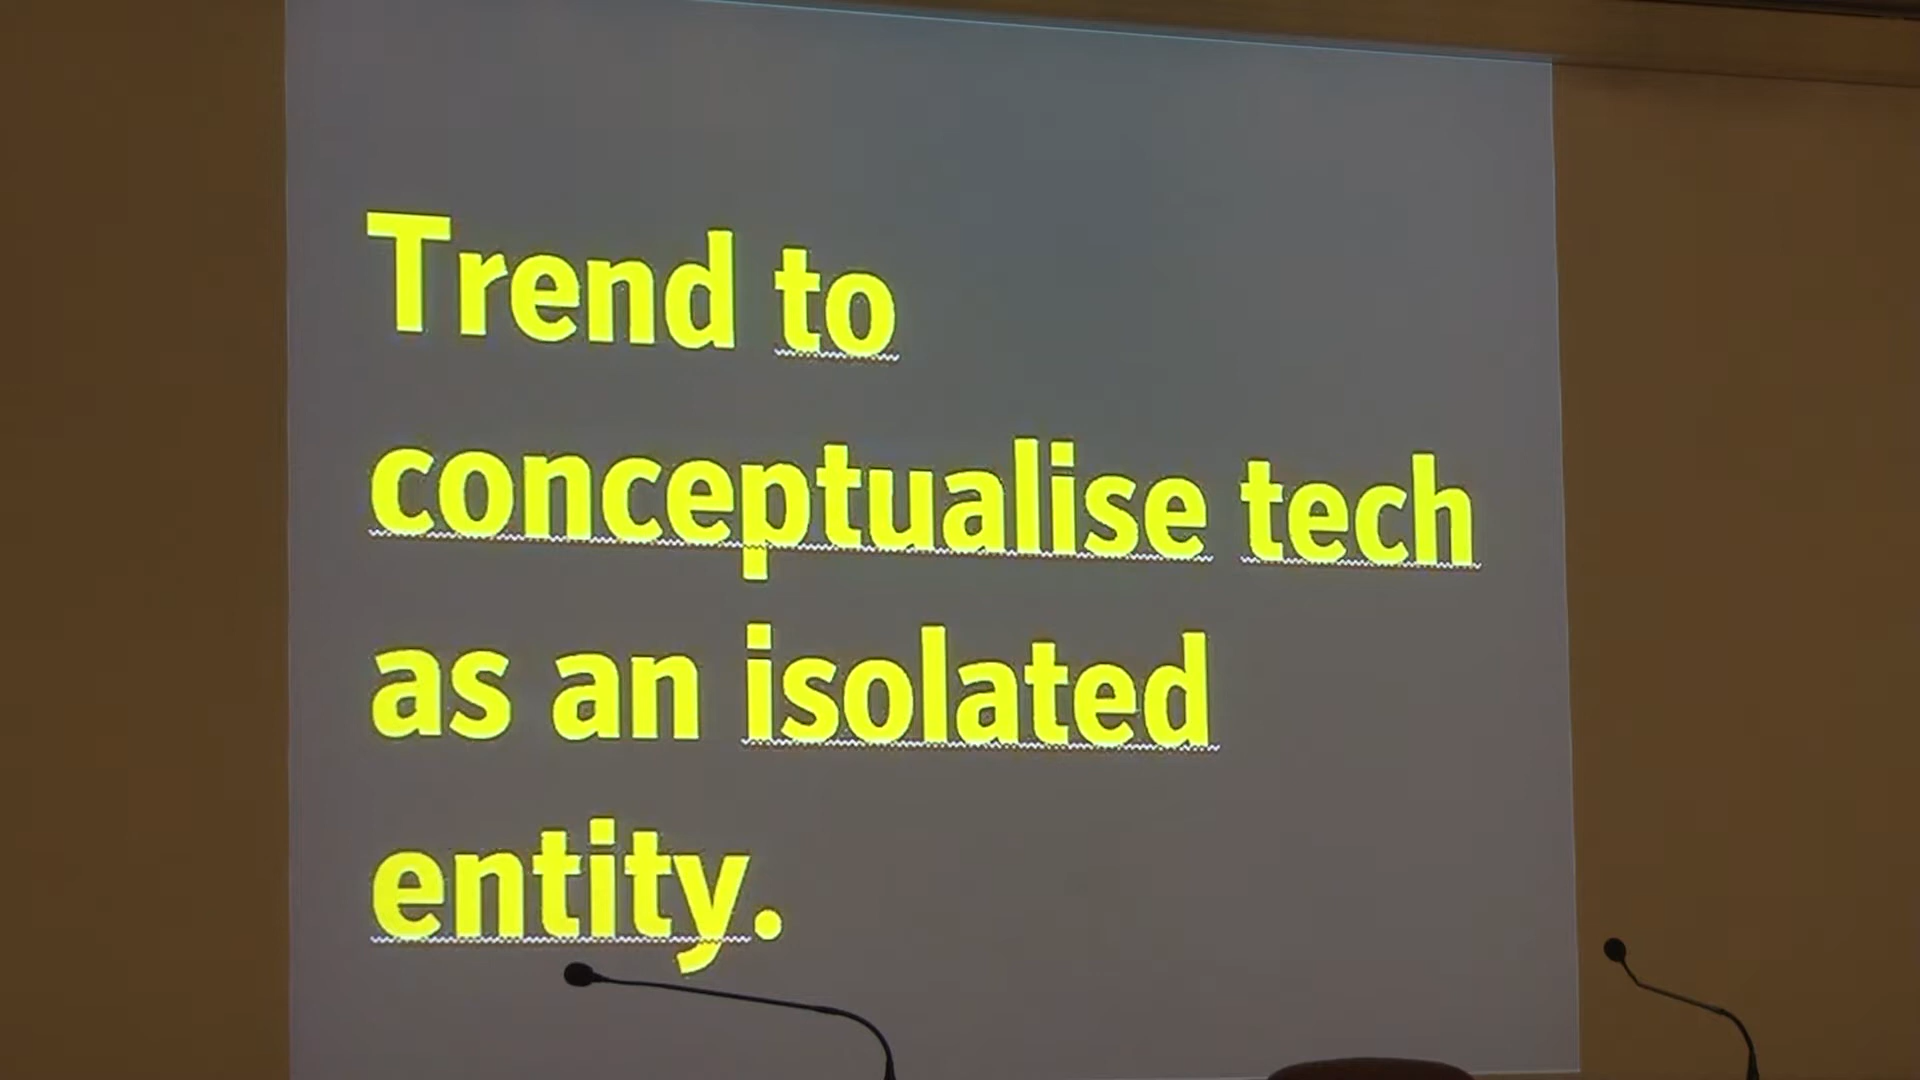 Trend to
conceptualise tech
as an isolated
entity.